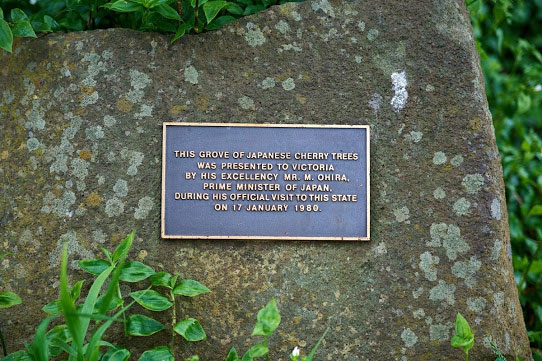 THIS GROVE OF JAPANESE CHERRY TREES
WAS PRESENTED TO VICTORIA
BY HIS EXCELLENCY MR. M. OHIRA,
PRIME MINISTER OF JAPAN.
DURING HIS OFFICIAL VISIT TO THIS STATE
ON 17 JANUARY 1980.